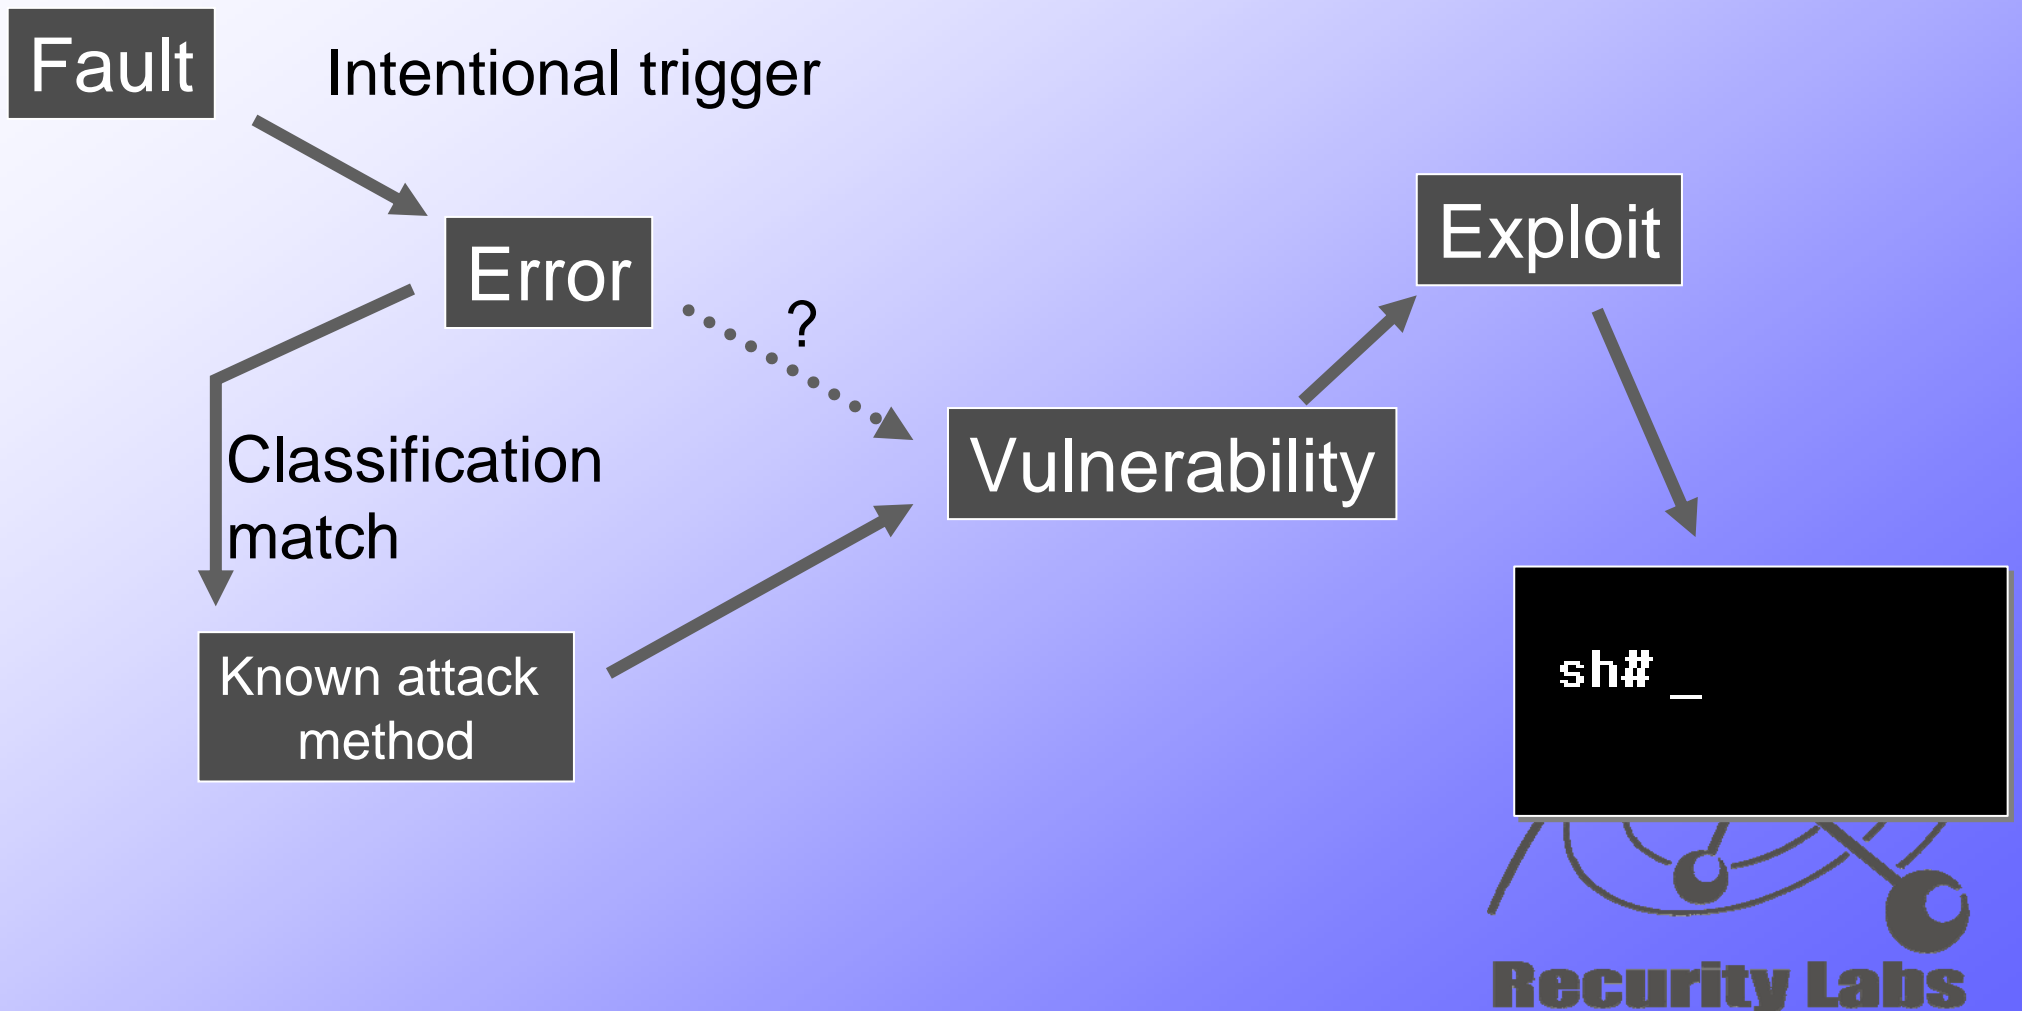 Fault
Intentional trigger
Error
?
Exploit
Classification
match
Vulnerability
Known attack
method
sh# _
Recurity Labs